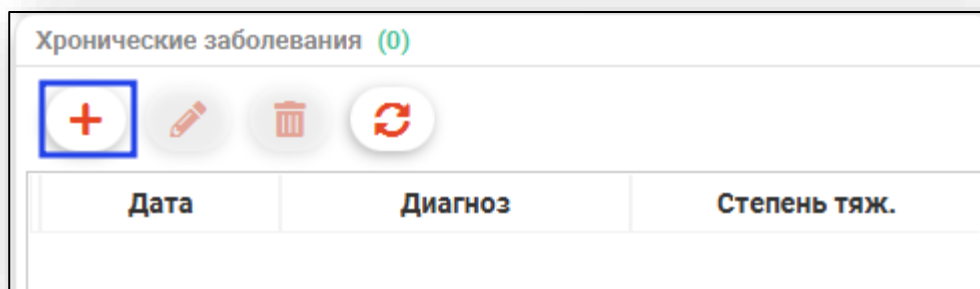 Хронические заболевания (0)
Дата Диагноз Степень тяж.